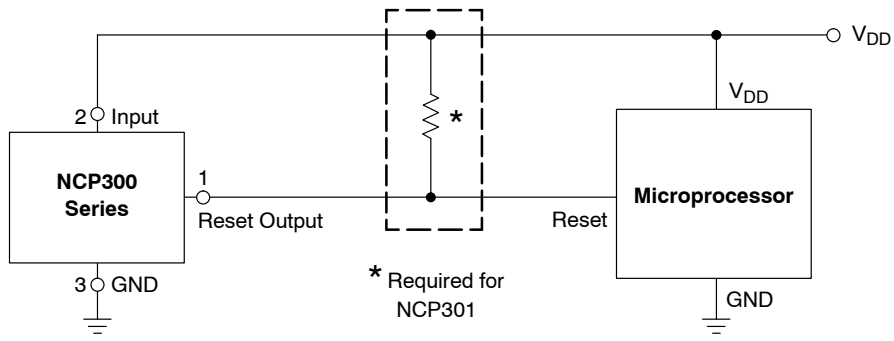 V_DD
V_DD
2 Input
NCP300
Series
1
Reset Output
*
Microprocessor
Reset
3 GND
* Required for
NCP301
GND